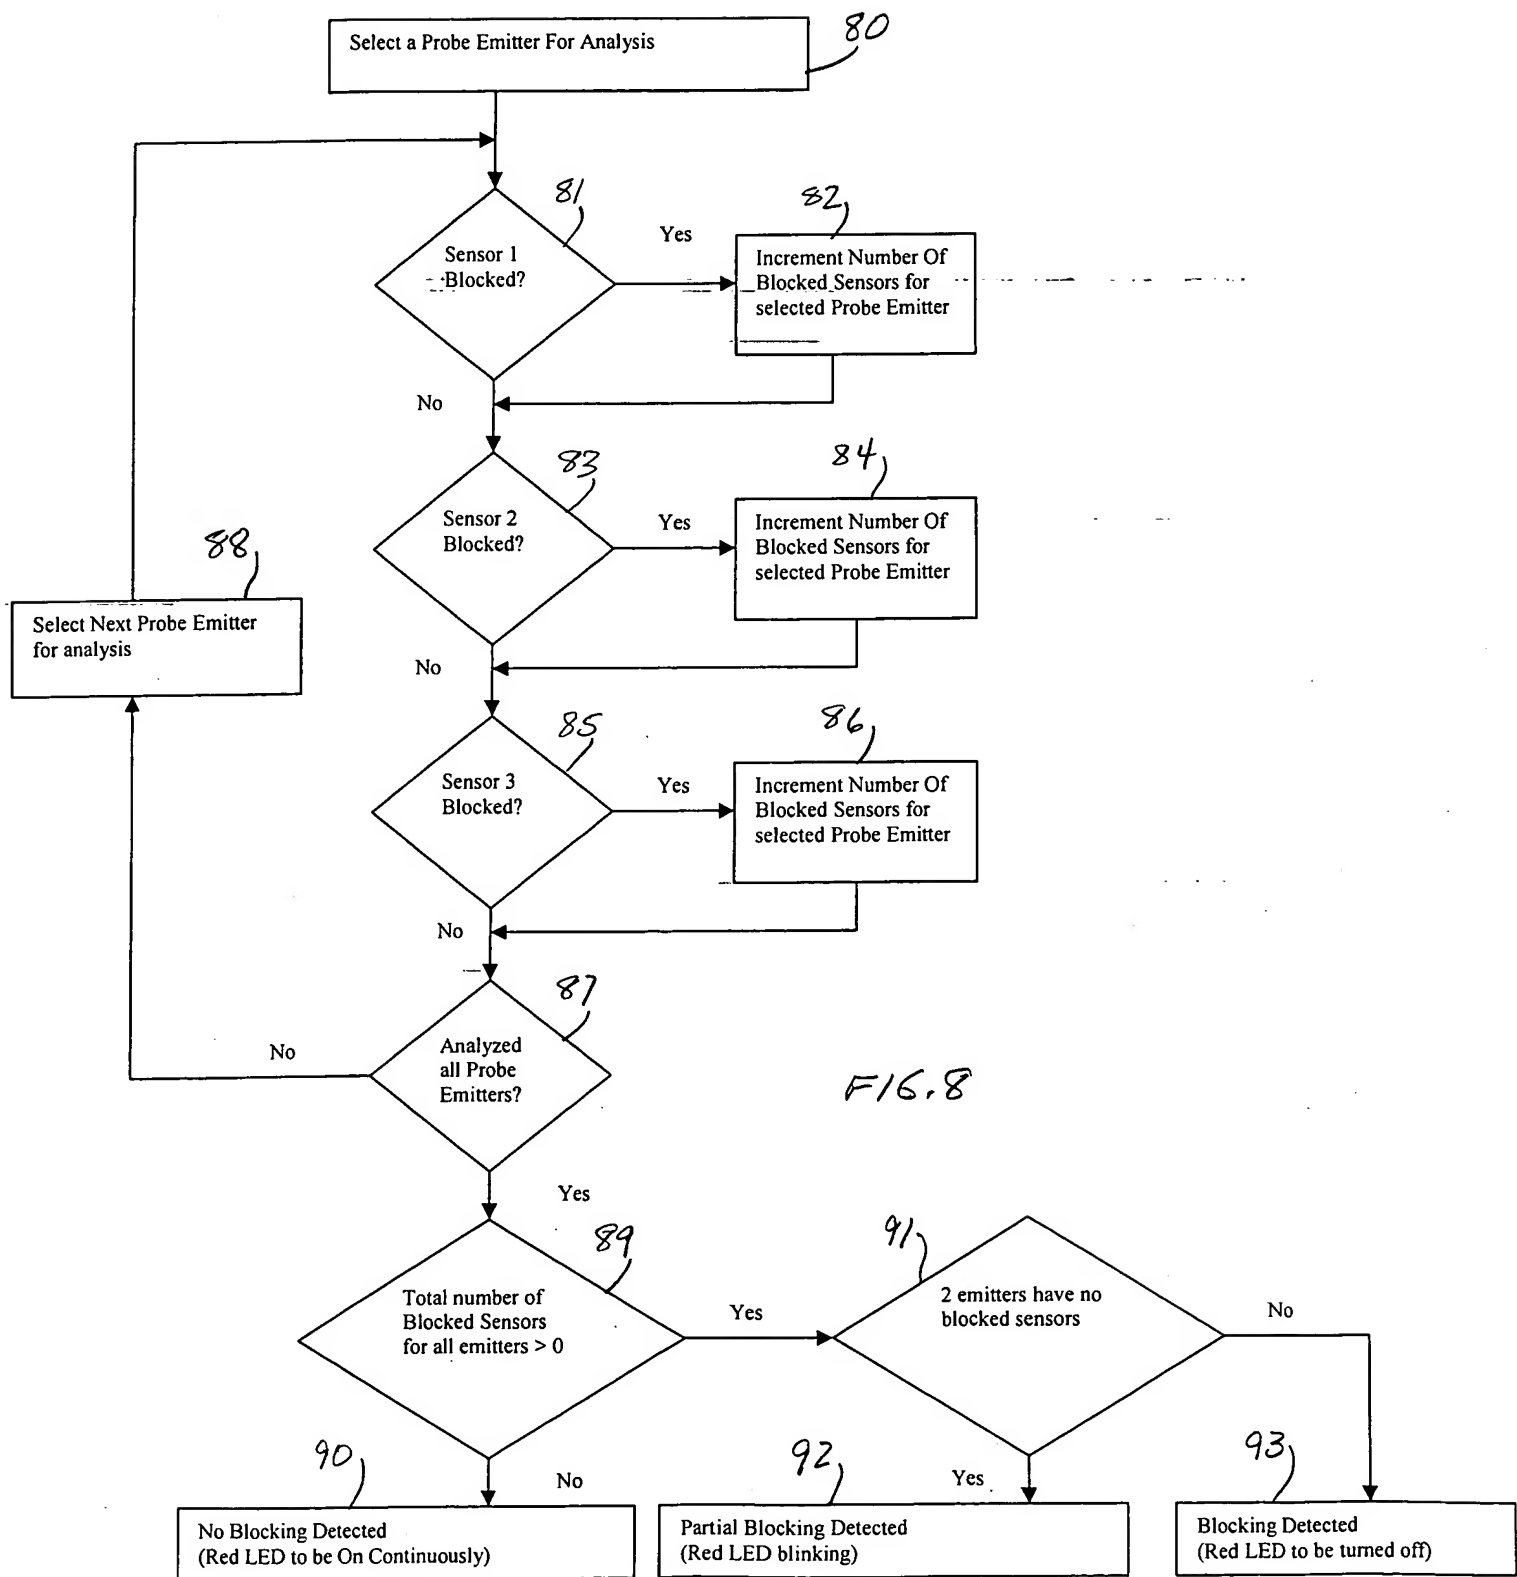 Select a Probe Emitter For Analysis
80
81
Sensor 1
Blocked?
Yes
82
Increment Number Of
Blocked Sensors for
selected Probe Emitter
No
83
Sensor 2
Blocked?
Yes
84
Increment Number Of
Blocked Sensors for
selected Probe Emitter
88
Select Next Probe Emitter
for analysis
No
85
Sensor 3
Blocked?
Yes
86
Increment Number Of
Blocked Sensors for
selected Probe Emitter
No
87
Analyzed
all Probe
Emitters?
No
FIG. 8
Yes
89
Total number of
Blocked Sensors
for all emitters > 0
Yes
91
2 emitters have no
blocked sensors
No
90
No
No Blocking Detected
(Red LED to be On Continuously)
92
Yes
Partial Blocking Detected
(Red LED blinking)
93
Blocking Detected
(Red LED to be turned off)